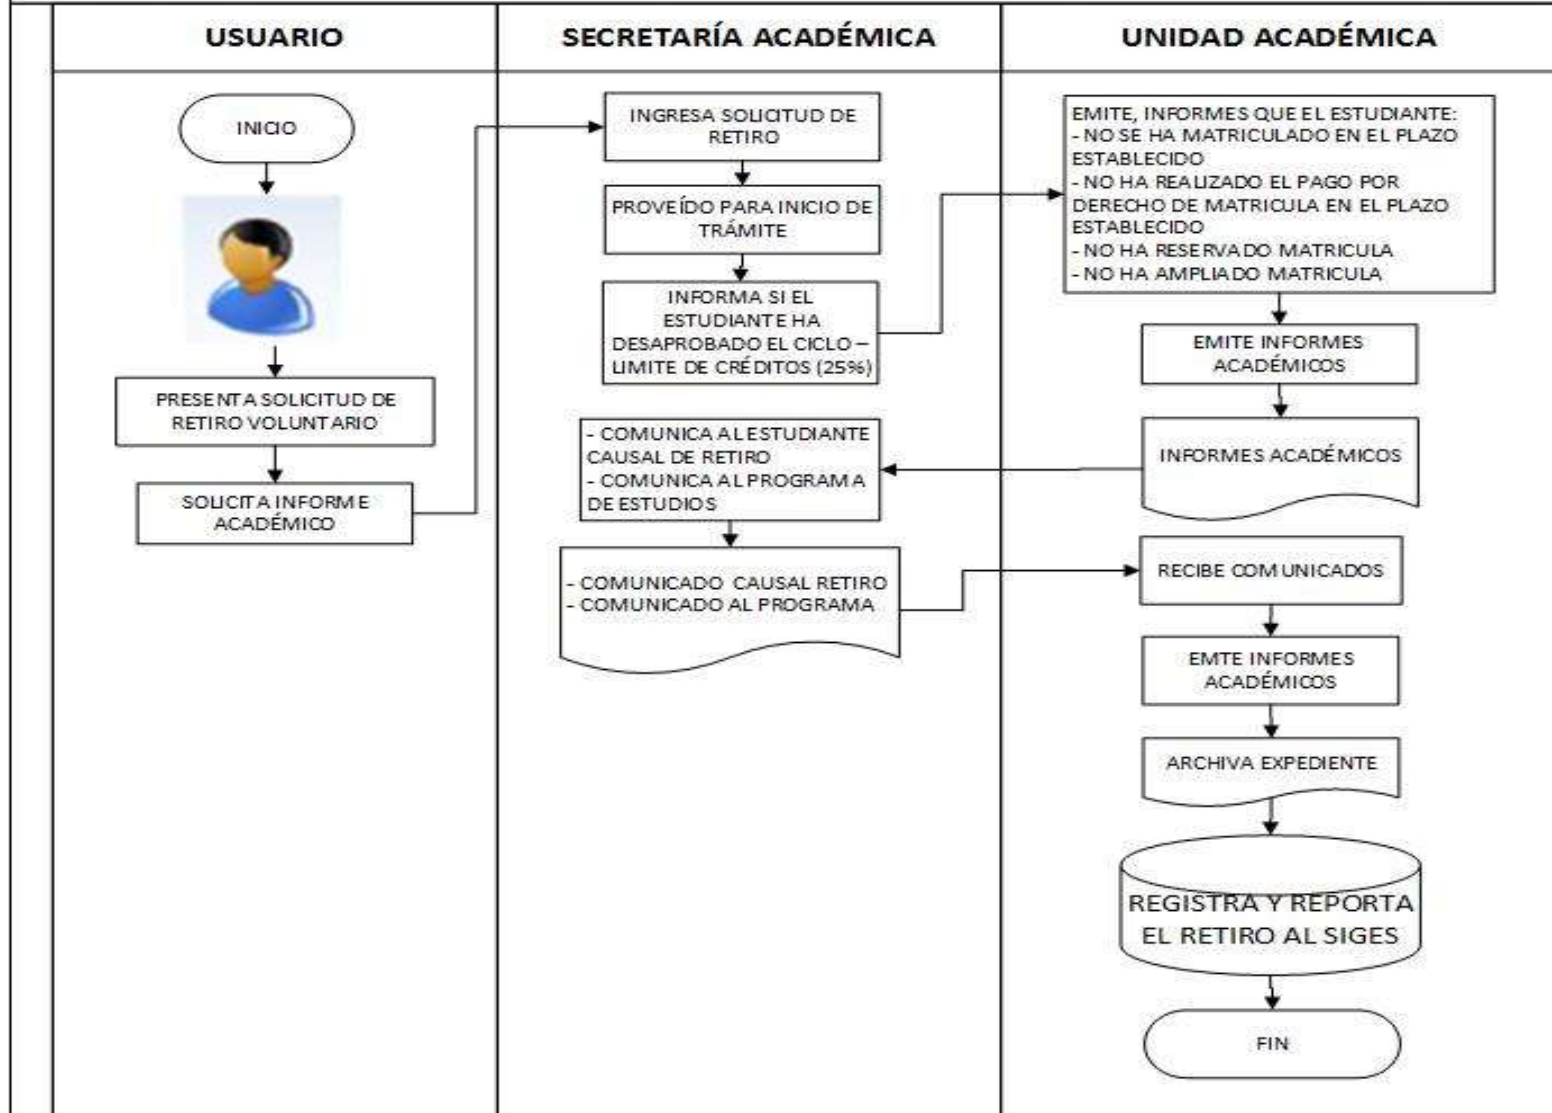 USUARIO
SECRETARÍA ACADÉMICA
UNIDAD ACADÉMICA
INICIO
PRESENTA SOLICITUD DE
RETIRO VOLUNTARIO
SOLICITA INFORME
ACADÉMICO
INGRESA SOLICITUD DE
RETIRO
PROVEÍDO PARA INICIO DE
TRÁMITE
INFORMA SI EL
ESTUDIANTE HA
DESAPROBADO EL CICLO –
LIMITE DE CRÉDITOS (25%)
EMITE, INFORMES QUE EL ESTUDIANTE:
- NO SE HA MATRICULADO EN EL PLAZO
ESTABLECIDO
- NO HA REALIZADO EL PAGO POR
DERECHO DE MATRICULA EN EL PLAZO
ESTABLECIDO
- NO HA RESERVADO MATRICULA
- NO HA AMPLIADO MATRICULA
EMITE INFORMES
ACADÉMICOS
INFORMES ACADÉMICOS
- COMUNICA AL ESTUDIANTE
CAUSAL DE RETIRO
- COMUNICA AL PROGRAMA
DE ESTUDIOS
- COMUNICADO CAUSAL RETIRO
- COMUNICADO AL PROGRAMA
RECIBE COMUNICADOS
EMTE INFORMES
ACADÉMICOS
ARCHIVA EXPEDIENTE
REGISTRA Y REPORTA
EL RETIRO AL SIGES
FIN